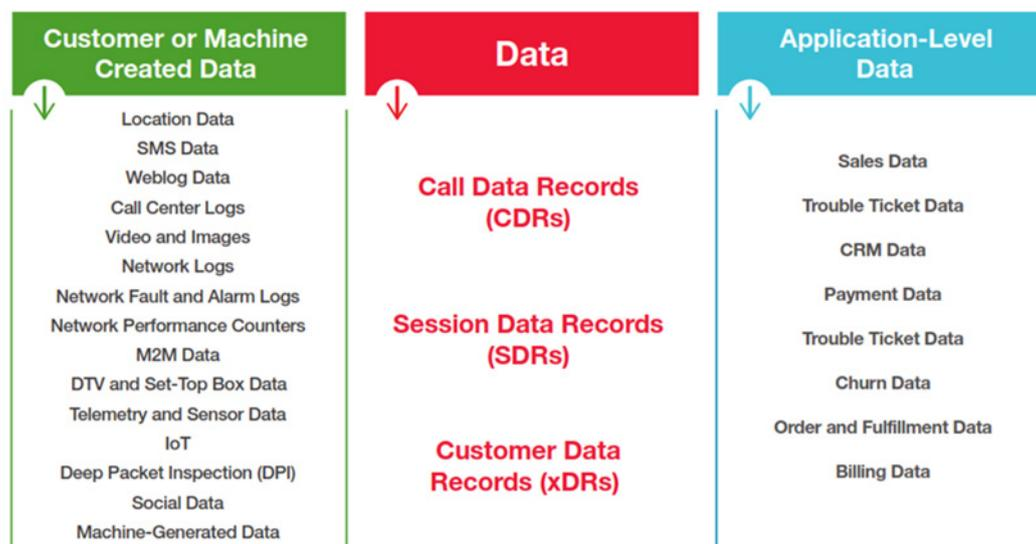 Customer or Machine
Created Data
Location Data
SMS Data
Weblog Data
Call Center Logs
Video and Images
Network Logs
Network Fault and Alarm Logs
Network Performance Counters
M2M Data
DTV and Set-Top Box Data
Telemetry and Sensor Data
IoT
Deep Packet Inspection (DPI)
Social Data
Machine-Generated Data
Data
Call Data Records
(CDRs)
Session Data Records
(SDRs)
Customer Data
Records (xDRs)
Application-Level
Data
Sales Data
Trouble Ticket Data
CRM Data
Payment Data
Trouble Ticket Data
Churn Data
Order and Fulfillment Data
Billing Data